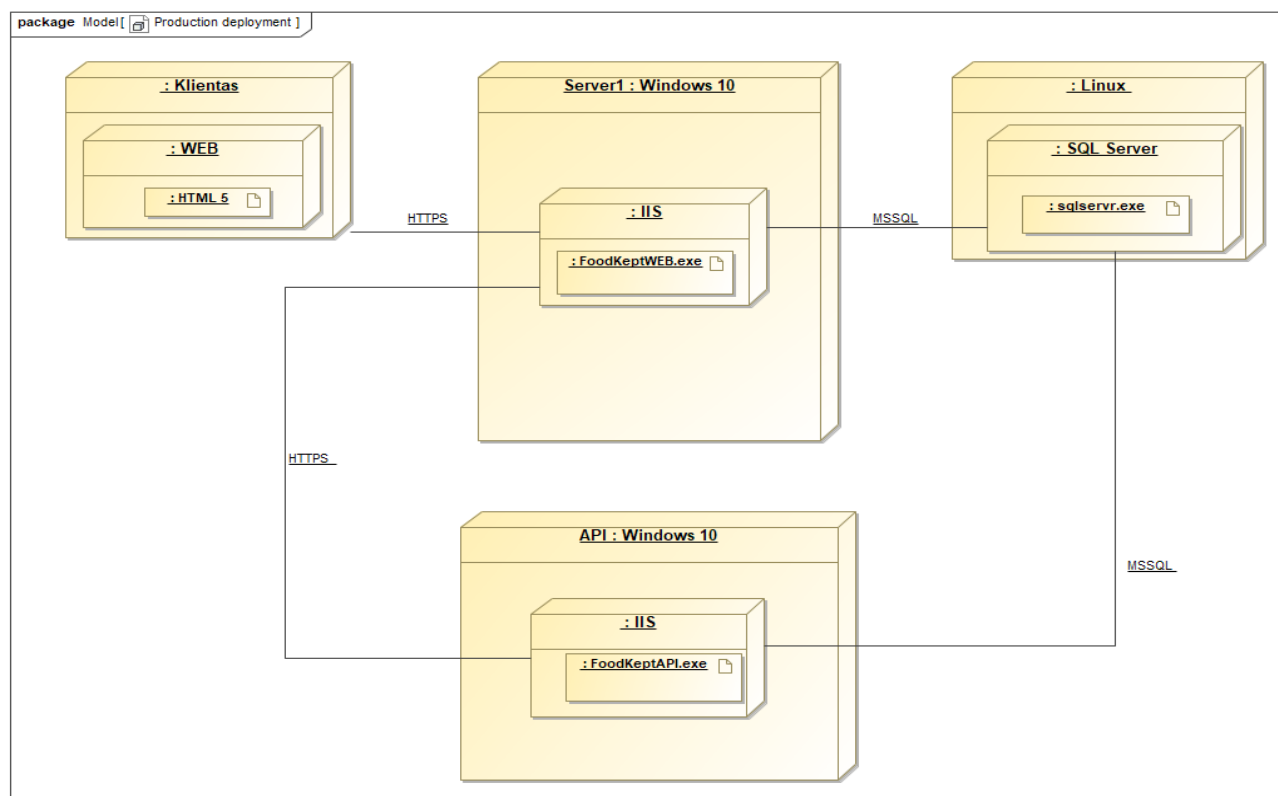 package Model[ Production deployment ]
: Klientas
: WEB
: HTML 5
HTTPS
Server1 : Windows 10
: IIS
: FoodKeptWEB.exe
MSSQL
: Linux
: SQL Server
: sqlservr.exe
HTTPS
API : Windows 10
: IIS
: FoodKeptAPI.exe
MSSQL